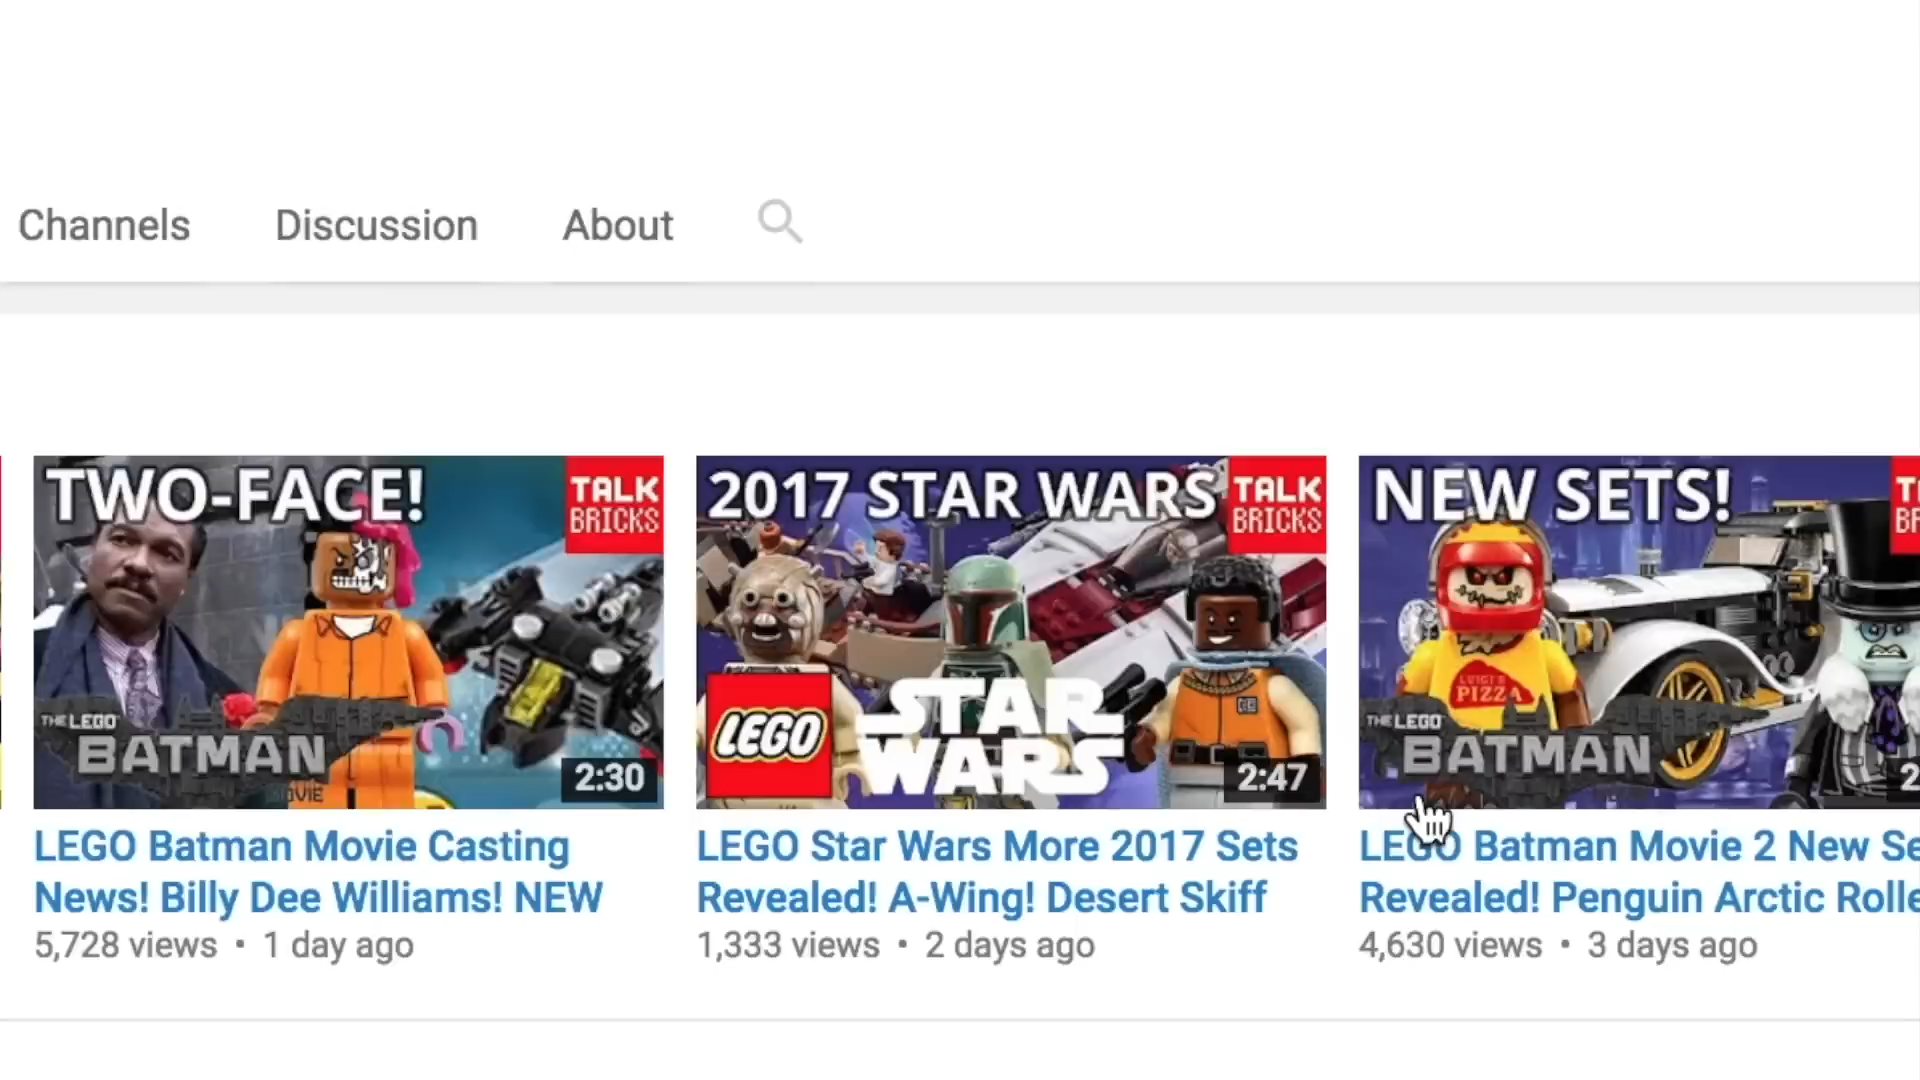 Channels
Discussion
About
TWO-FACE!
TALK
BRICKS
THE LEGO
BATMAN
MOVIE
2:30
LEGO Batman Movie Casting
News! Billy Dee Williams! NEW
5,728 views • 1 day ago
2017 STAR WARS
TALK
BRICKS
LEGO
STAR
WARS
2:47
LEGO Star Wars More 2017 Sets
Revealed! A-Wing! Desert Skiff
1,333 views • 2 days ago
NEW SETS!
LUIGI'S
PIZZA
THE LEGO
BATMAN
LEGO Batman Movie 2 New Se
Revealed! Penguin Arctic Rolle
4,630 views • 3 days ago